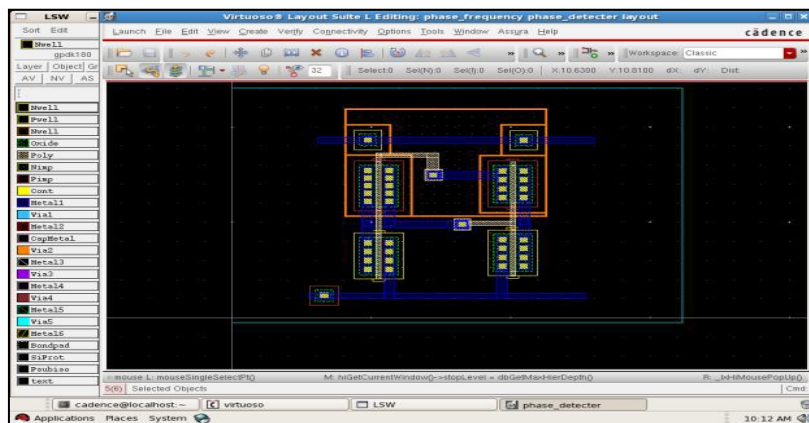 LSW
Virtuoso® Layout Suite L Editing: phase_frequency phase_detecter layout
Sort Edit
Launch File Edit View Create Verify Connectivity Options Tools Window Assura Help
cādence
Nwell
gpdk180
Layer Object Gr
AV NV AS
Workspace: Classic
32
Select:0 Sel(N):0 Sel(I):0 Sel(O):0 X:10.6300 Y:10.8180 dX: dY: Dist:
Nwell
Pwell
Nwell
Oxide
Poly
Nimp
Pimp
Cont
Metal1
Via1
Metal2
CapMetal
Via2
Metal3
Via3
Metal4
Via4
Metal5
Via5
Metal6
Bondpad
SiProt
Psubiso
text
mouse L: mouseSingleSelectPt() M: hiGetCurrentWindow()->stopLevel = dbGetMaxHierDepth() R: _lxHiMousePopUp()
5(6) Selected Objects Cmd:
cadence@localhost:~ virtuoso LSW phase_detecter
Applications Places System 10:12 AM